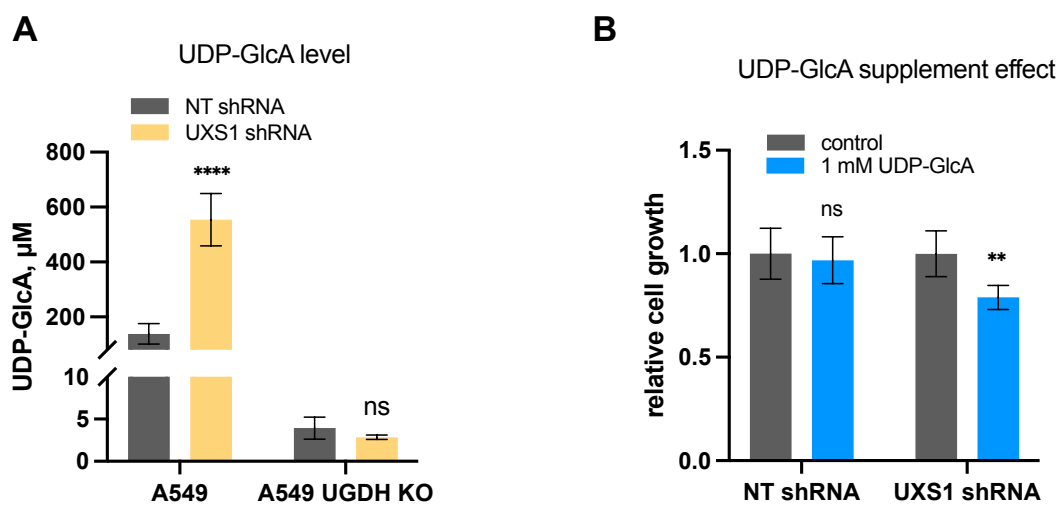 A
UDP-GlcA level
NT shRNA
UXS1 shRNA
UDP-GlcA, µM
800
600
400
200
10
5
0
****
ns
A549
A549 UGDH KO
B
UDP-GlcA supplement effect
control
1 mM UDP-GlcA
relative cell growth
1.5
1.0
0.5
0.0
ns
**
NT shRNA
UXS1 shRNA